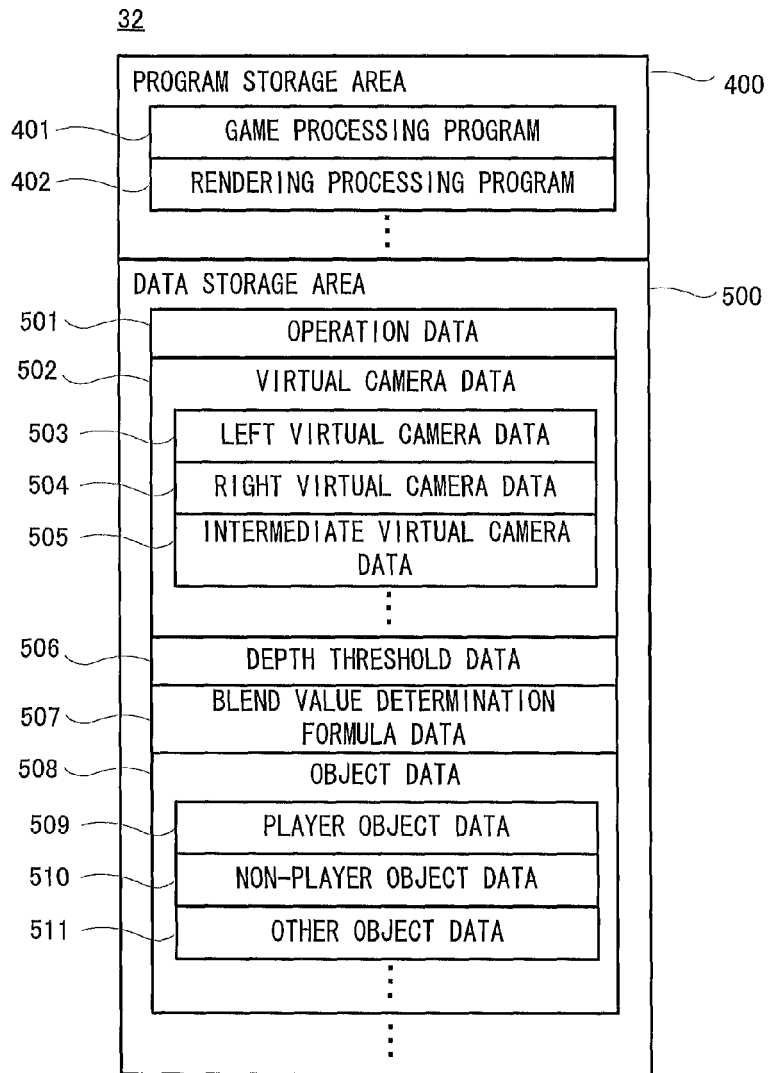 32
PROGRAM STORAGE AREA
400
401
GAME PROCESSING PROGRAM
402
RENDERING PROCESSING PROGRAM
DATA STORAGE AREA
500
501
OPERATION DATA
502
VIRTUAL CAMERA DATA
503
LEFT VIRTUAL CAMERA DATA
504
RIGHT VIRTUAL CAMERA DATA
505
INTERMEDIATE VIRTUAL CAMERA
DATA
506
DEPTH THRESHOLD DATA
507
BLEND VALUE DETERMINATION
FORMULA DATA
508
OBJECT DATA
509
PLAYER OBJECT DATA
510
NON-PLAYER OBJECT DATA
511
OTHER OBJECT DATA